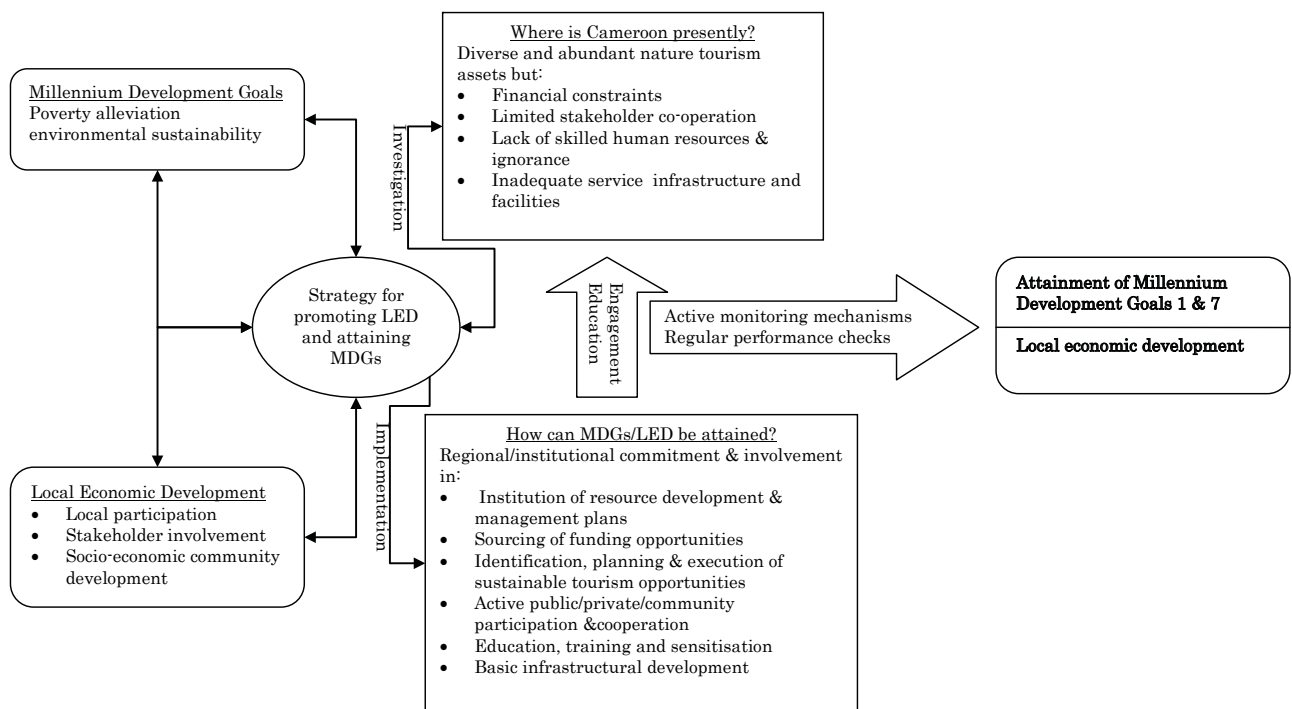 Millennium Development Goals
Poverty alleviation
environmental sustainability
Where is Cameroon presently?
Diverse and abundant nature tourism
assets but:
• Financial constraints
• Limited stakeholder co-operation
• Lack of skilled human resources &
ignorance
• Inadequate service infrastructure and
facilities
Investigation
Strategy for
promoting LED
and attaining
MDGs
Engagement
Education
Active monitoring mechanisms
Regular performance checks
Attainment of Millennium
Development Goals 1 & 7
Local economic development
Implementation
Local Economic Development
• Local participation
• Stakeholder involvement
• Socio-economic community
development
How can MDGs/LED be attained?
Regional/institutional commitment & involvement
in:
• Institution of resource development &
management plans
• Sourcing of funding opportunities
• Identification, planning & execution of
sustainable tourism opportunities
• Active public/private/community
participation &cooperation
• Education, training and sensitisation
• Basic infrastructural development